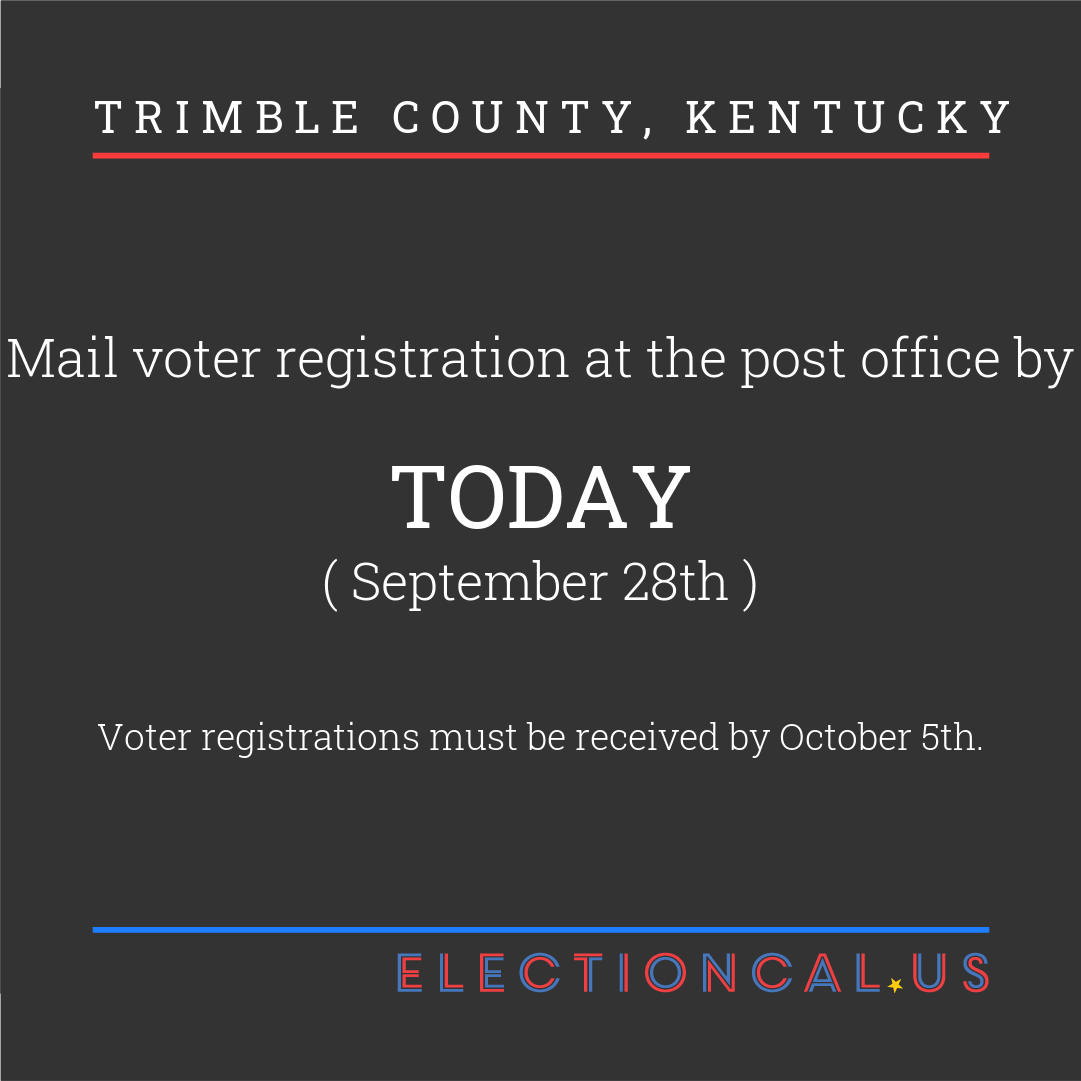 TRIMBLE COUNTY, KENTUCKY
Mail voter registration at the post office by
TODAY
( September 28th )
Voter registrations must be received by October 5th.
ELECTIONCAL.US